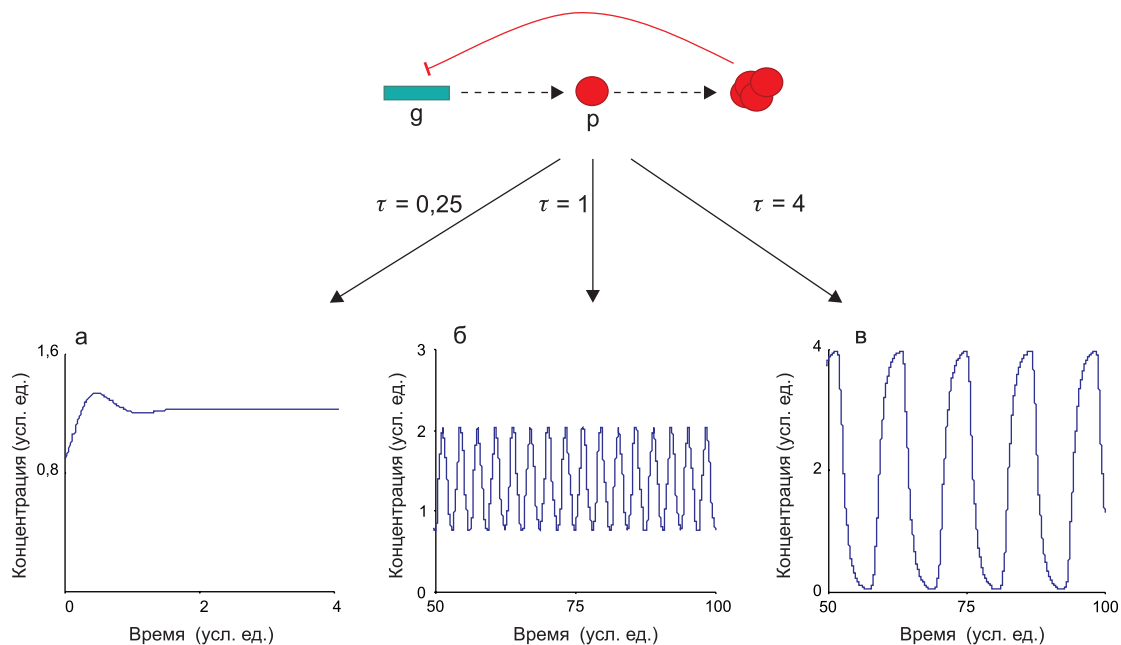 g
p
τ = 0,25
τ = 1
τ = 4
а
1,6
0,8
0
2
4
Концентрация (усл. ед.)
Время (усл. ед.)
б
3
2
1
0
50
75
100
Концентрация (усл. ед.)
Время (усл. ед.)
в
4
2
0
50
75
100
Концентрация (усл. ед.)
Время (усл. ед.)